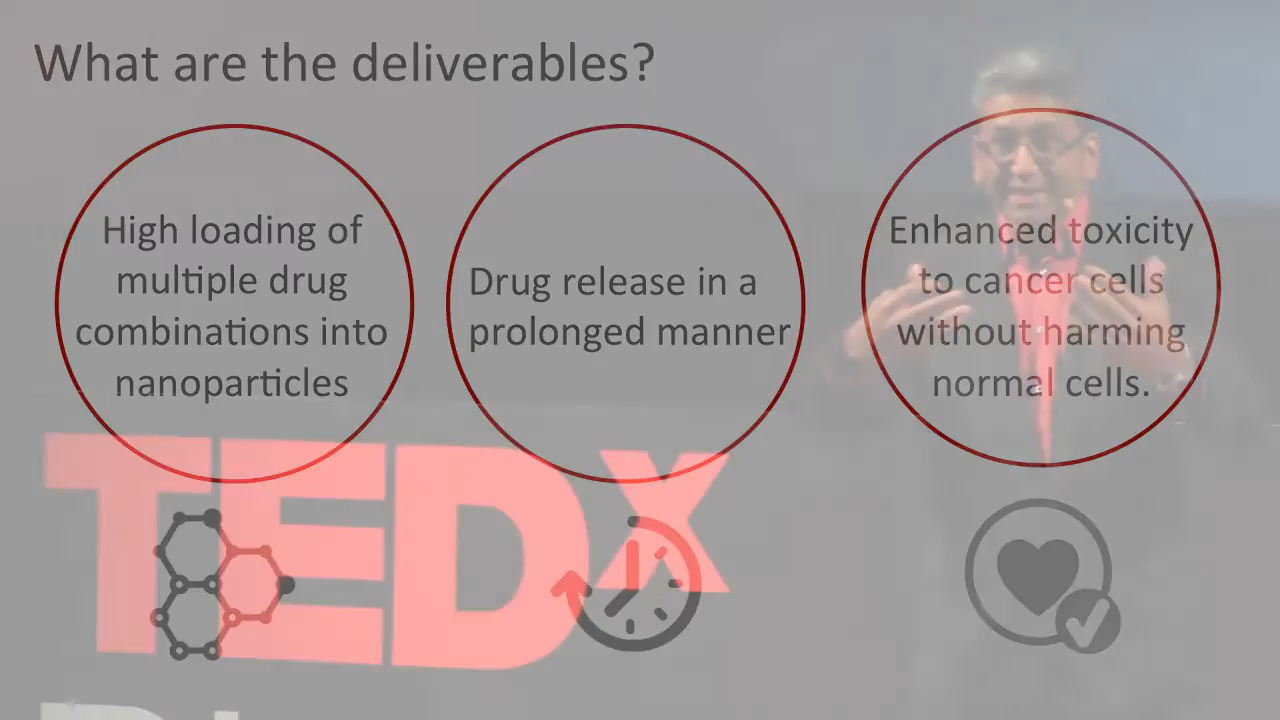 What are the deliverables?
High loading of
multiple drug
combinations into
nanoparticles
Drug release in a
prolonged manner
Enhanced toxicity
to cancer cells
without harming
normal cells.
TEDx